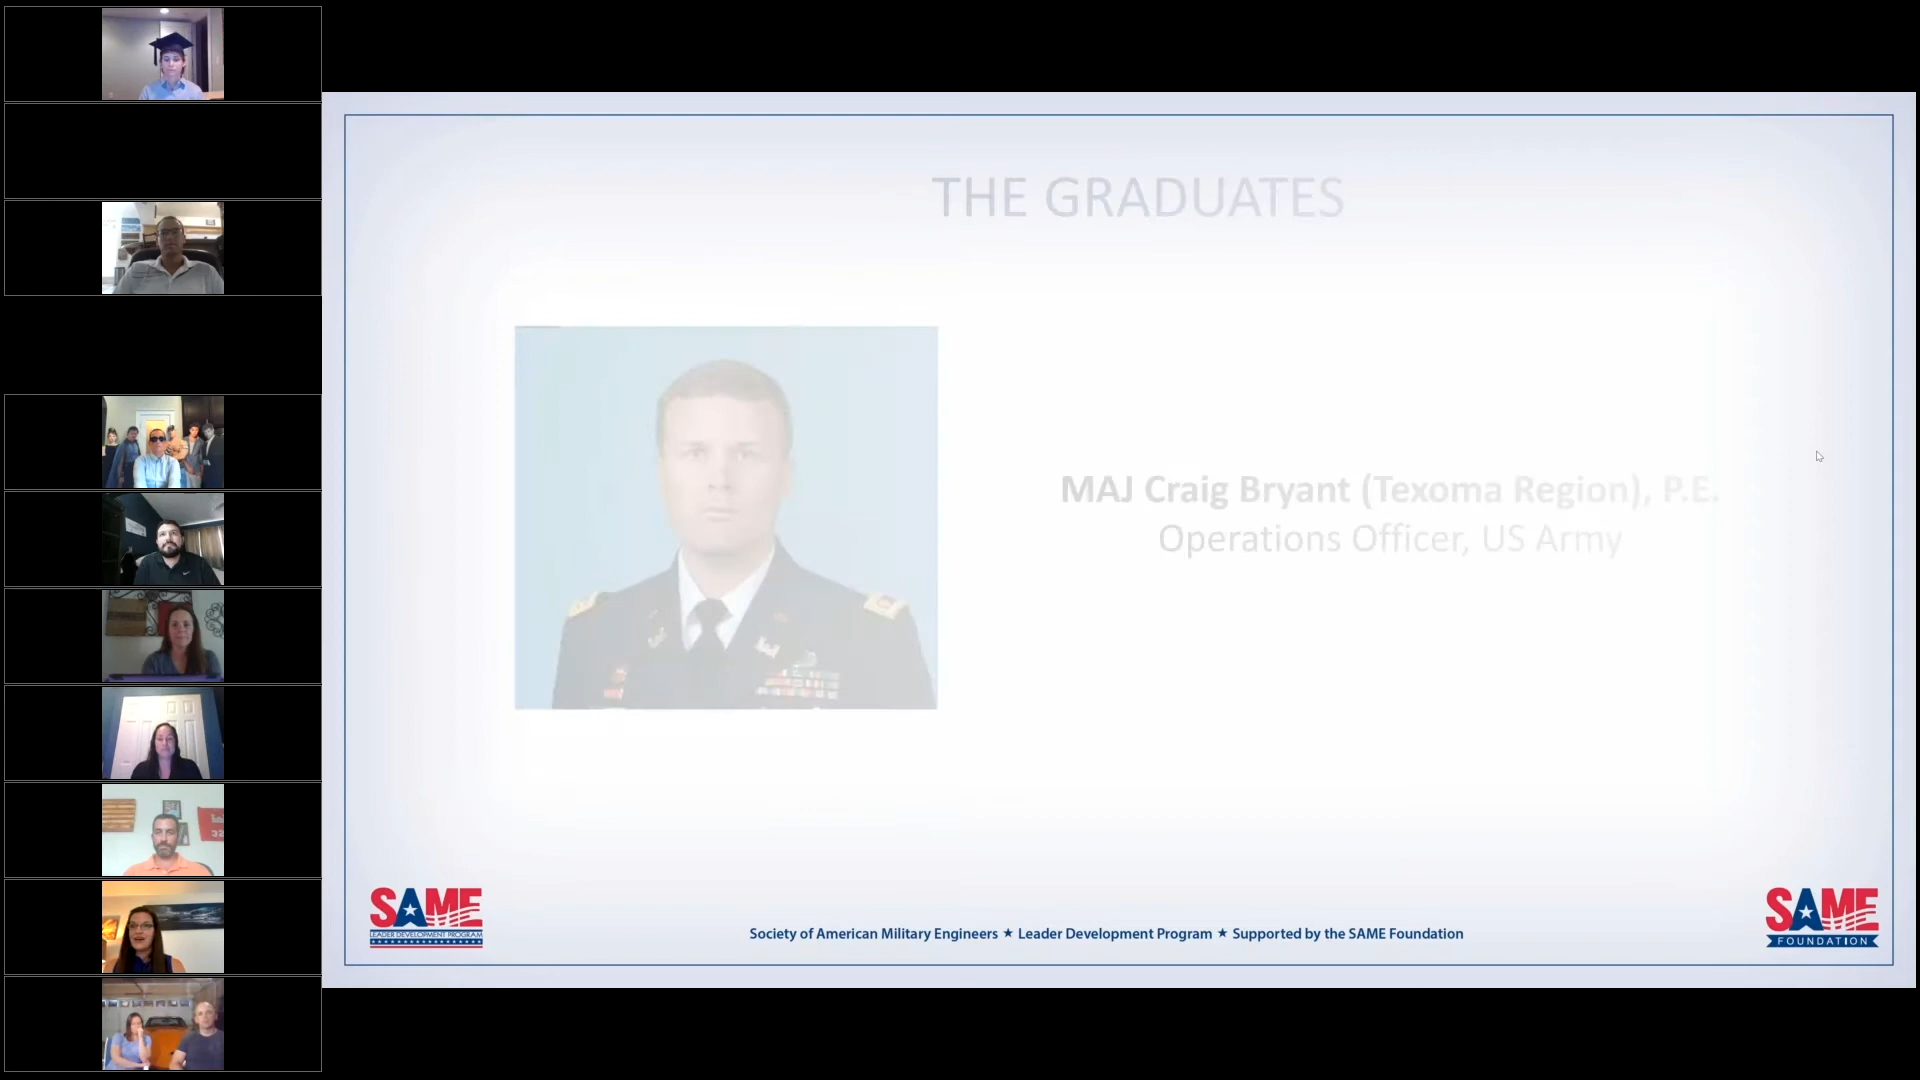 THE GRADUATES
MAJ Craig Bryant (Texoma Region), P.E.
Operations Officer, US Army
SAME
LEADER DEVELOPMENT PROGRAM
Society of American Military Engineers ★ Leader Development Program ★ Supported by the SAME Foundation
SAME
FOUNDATION